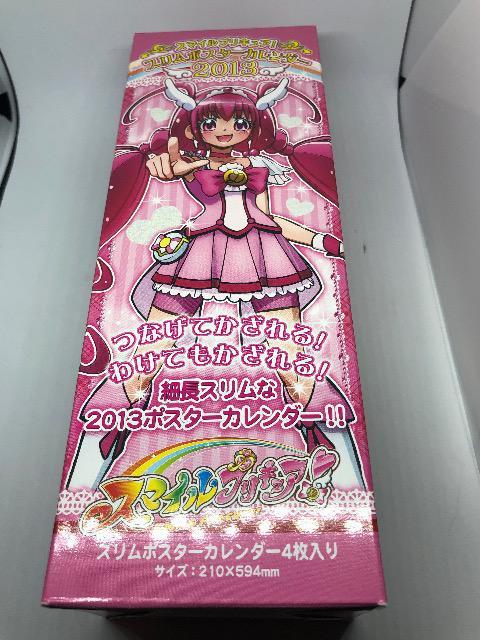 スマイルプリキュア!
スリムポスターカレンダー
2013
つなげてかざれる!
わけてもかざれる!
細長スリムな
2013ポスターカレンダー!!
スマイルプリキュア!
スリムポスターカレンダー4枚入り
サイズ:210×594mm